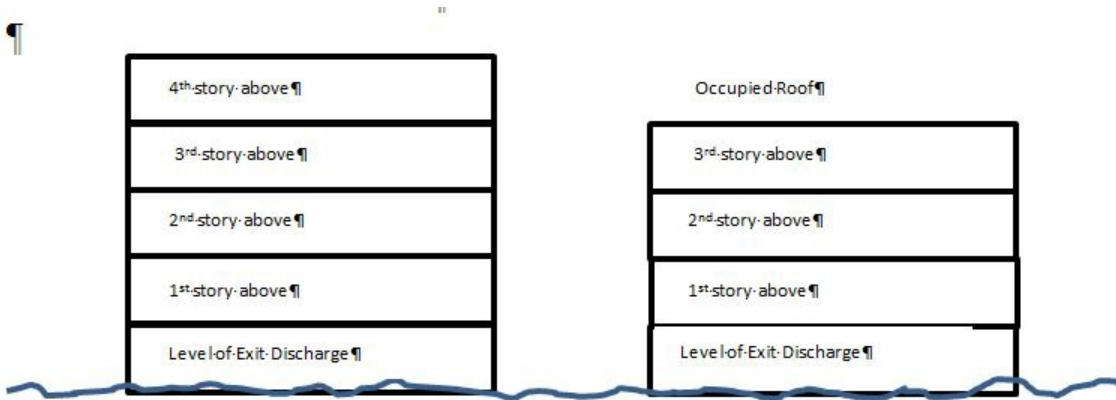 ¶
4th·story·above¶
3rd·story·above¶
2nd·story·above¶
1st·story·above¶
Level·of·Exit·Discharge¶
Occupied·Roof¶
3rd·story·above¶
2nd·story·above¶
1st·story·above¶
Level·of·Exit·Discharge¶